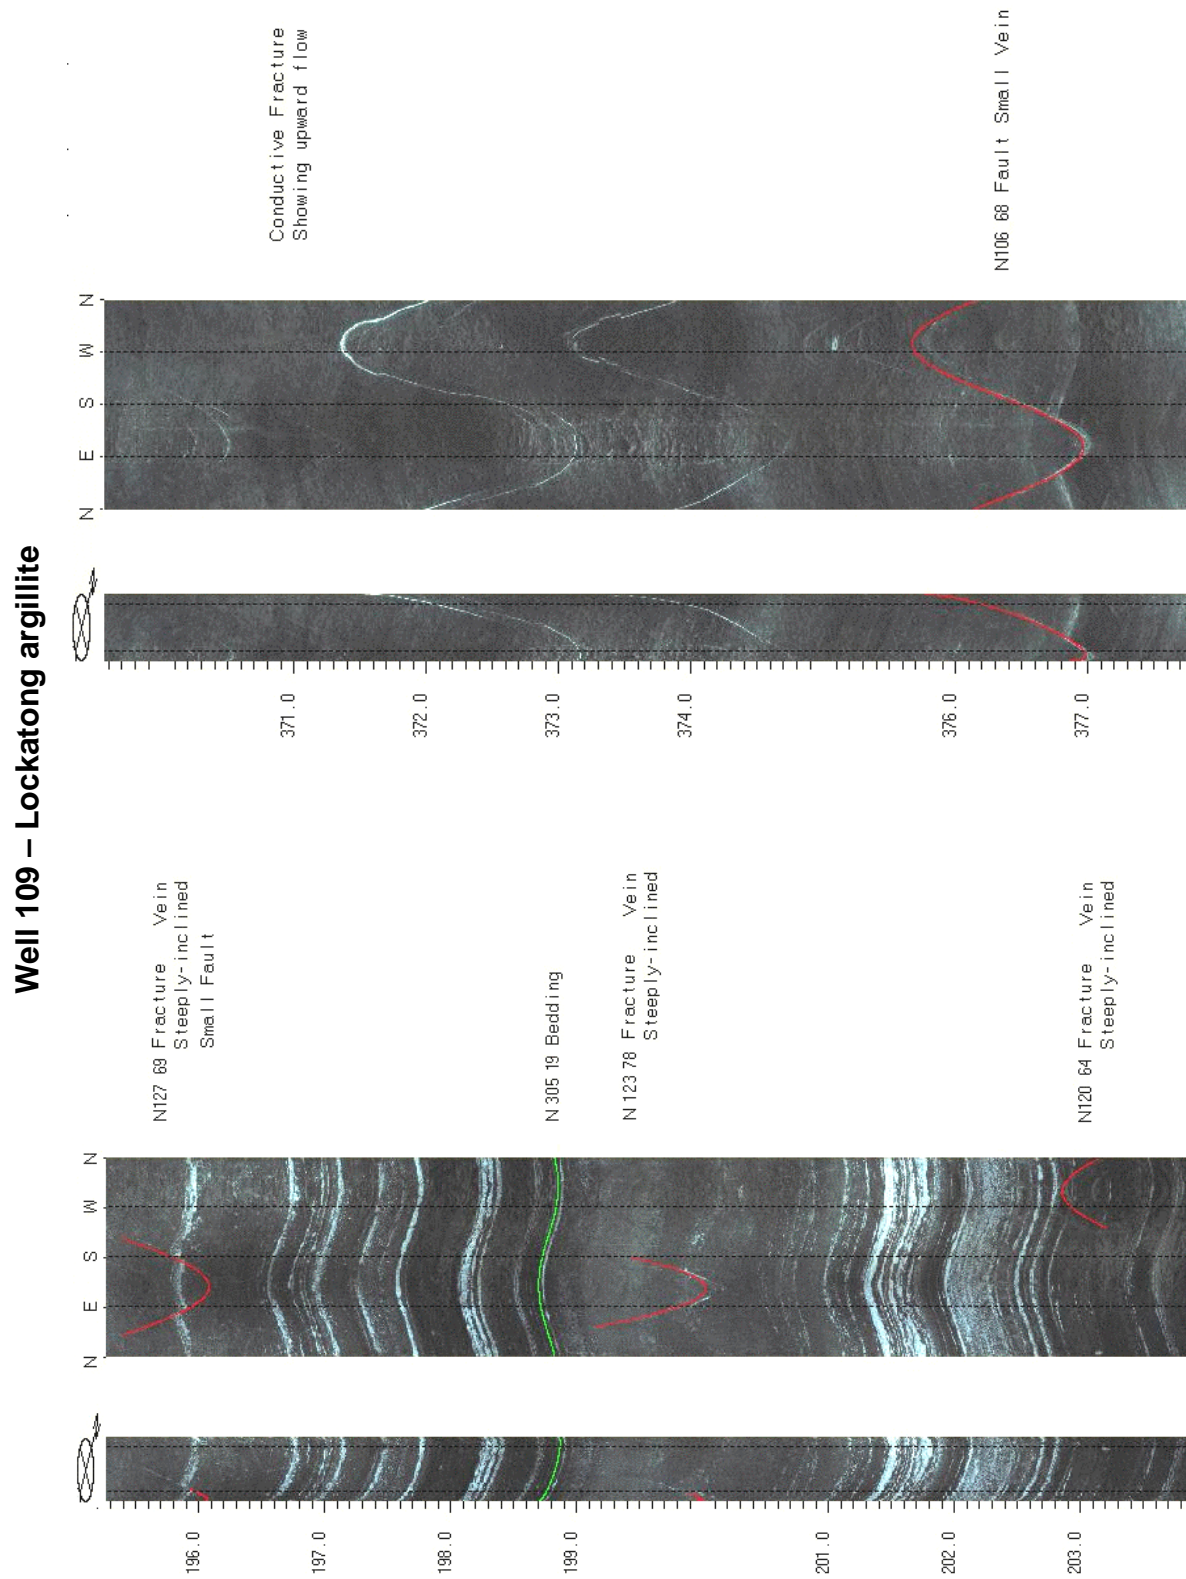 Well 109 – Lockatong argillite
N E S W N
196.0
197.0
198.0
199.0
201.0
202.0
203.0
N127 69 Fracture Vein
Steeply-inclined
Small Fault
N 305 19 Bedding
N 123 78 Fracture Vein
Steeply-inclined
N120 64 Fracture Vein
Steeply-inclined
N E S W N
371.0
372.0
373.0
374.0
376.0
377.0
Conductive Fracture
Showing upward flow
N106 68 Fault Small Vein